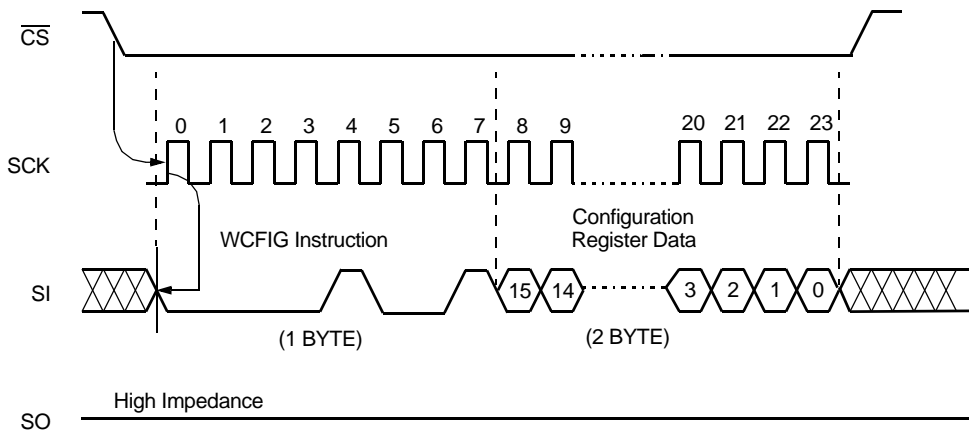 CS
0 1 2 3 4 5 6 7 8 9 20 21 22 23
SCK
WCFIG Instruction
Configuration
Register Data
SI
15 14 3 2 1 0
(1 BYTE) (2 BYTE)
High Impedance
SO